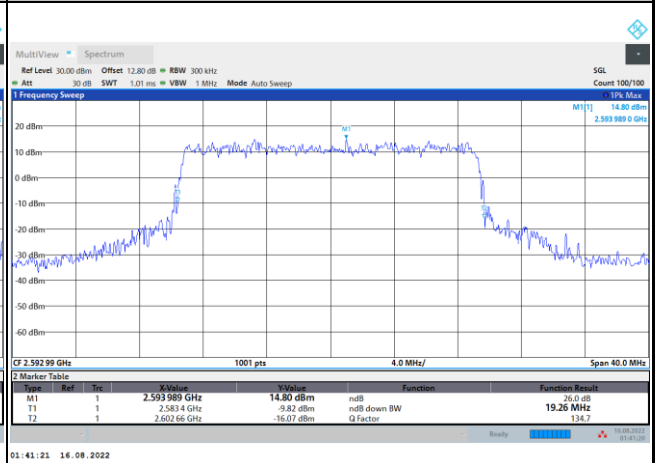 MultiView Spectrum
Ref Level 30.00 dBm Offset 12.80 dB RBW 300 kHz SGL
Att 30 dB SWT 1.01 ms VBW 1 MHz Mode Auto Sweep Count 100/100
1 Frequency Sweep 1Pk Max
M1[1] 14.80 dBm
2.593 989 0 GHz
20 dBm
M1
10 dBm
0 dBm
-10 dBm
-20 dBm
-30 dBm
-40 dBm
-50 dBm
-60 dBm
CF 2.592 99 GHz 1001 pts 4.0 MHz/ Span 40.0 MHz
2 Marker Table
Type Ref Trc X-Value Y-Value Function Function Result
M1 1 2.593 989 GHz 14.80 dBm ndB 26.0 dB
T1 1 2.583 4 GHz -9.82 dBm ndB down BW 19.26 MHz
T2 1 2.602 66 GHz -16.07 dBm Q Factor 134.7
Ready 16.08.2022
01:41:20
01:41:21 16.08.2022